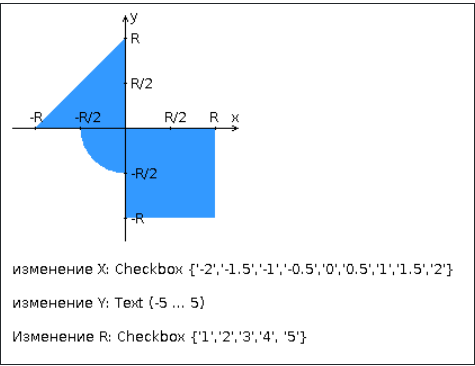 y
R
R/2
-R -R/2 R/2 R x
-R/2
-R
изменение X: Checkbox {'-2','-1.5','-1','-0.5','0','0.5','1','1.5','2'}
изменение Y: Text (-5 ... 5)
Изменение R: Checkbox {'1','2','3','4', '5'}